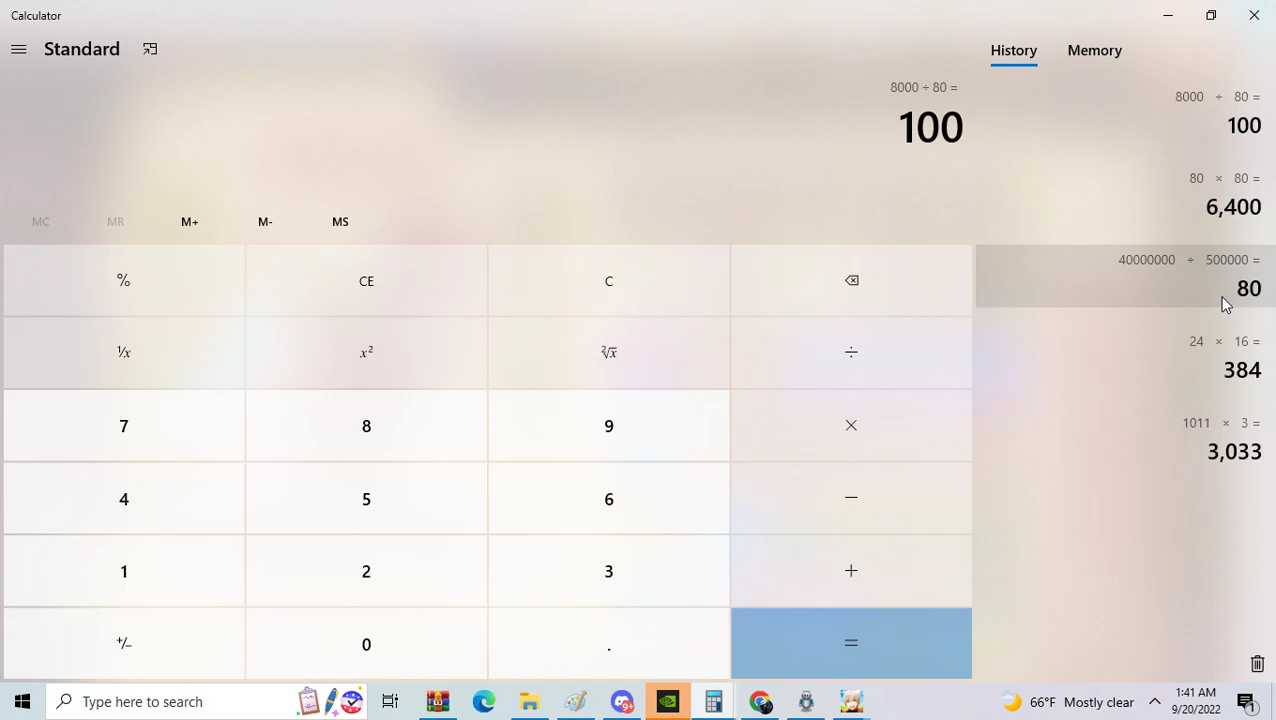 Calculator
Standard
History
Memory
8000 ÷ 80 =
100
8000 ÷ 80 =
100
80 × 80 =
6,400
40000000 ÷ 500000 =
80
24 × 16 =
384
1011 × 3 =
3,033
MC MR M+ M- MS
% CE C
⅟x x² ²√x ÷
7 8 9 ×
4 5 6 −
1 2 3 +
+/− 0 . =
Type here to search
9+
66°F Mostly clear
1:41 AM
9/20/2022
1